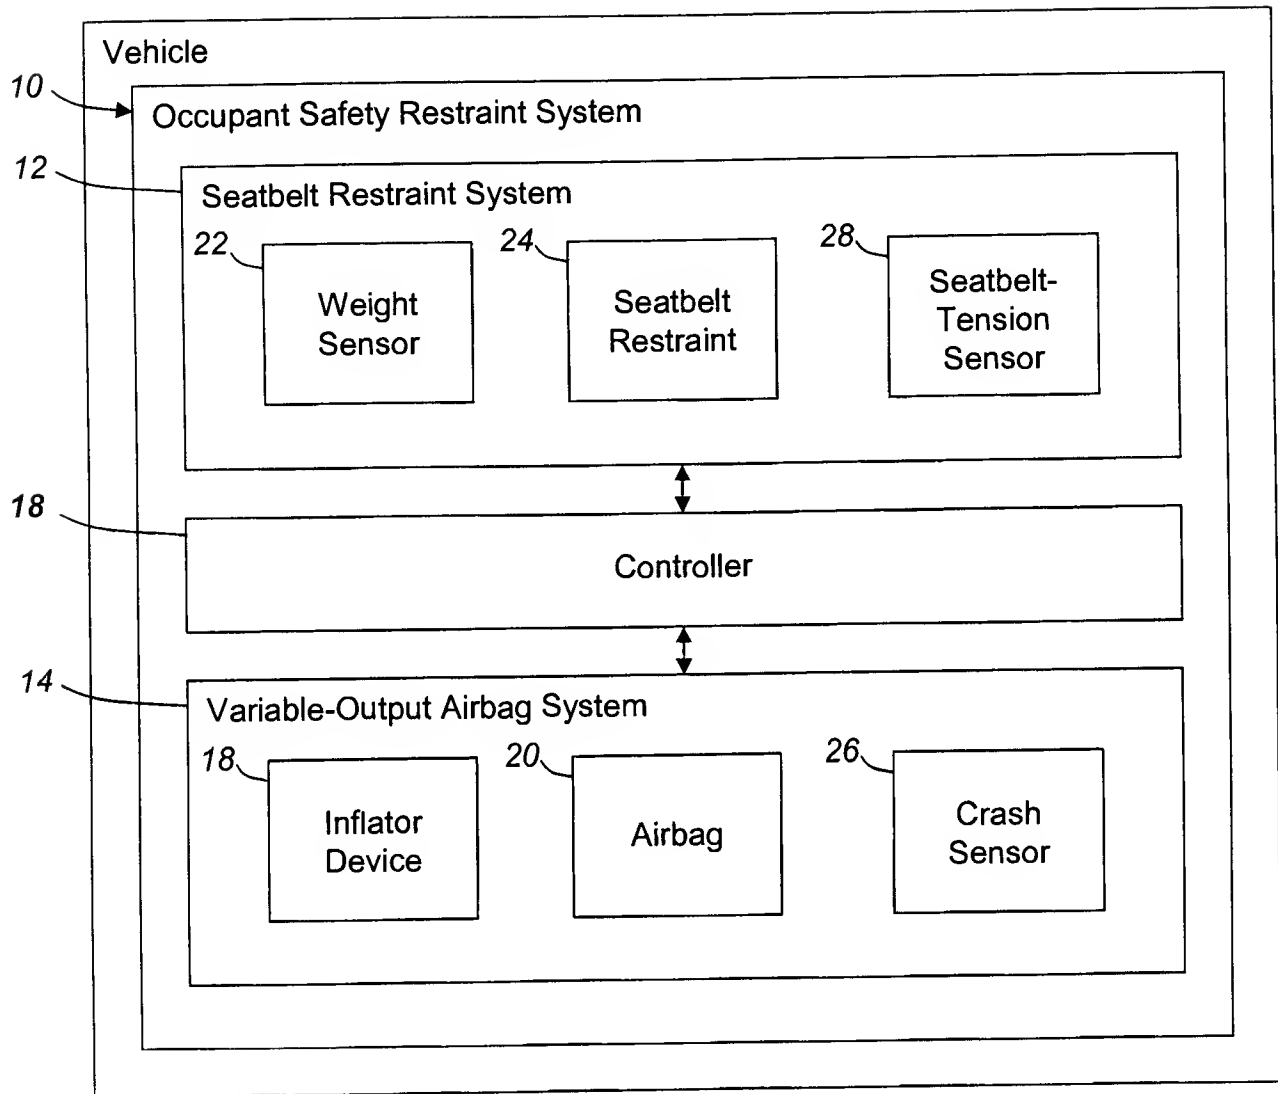 Vehicle
10
Occupant Safety Restraint System
12
Seatbelt Restraint System
22
Weight
Sensor
24
Seatbelt
Restraint
28
Seatbelt-
Tension
Sensor
18
Controller
14
Variable-Output Airbag System
18
Inflator
Device
20
Airbag
26
Crash
Sensor